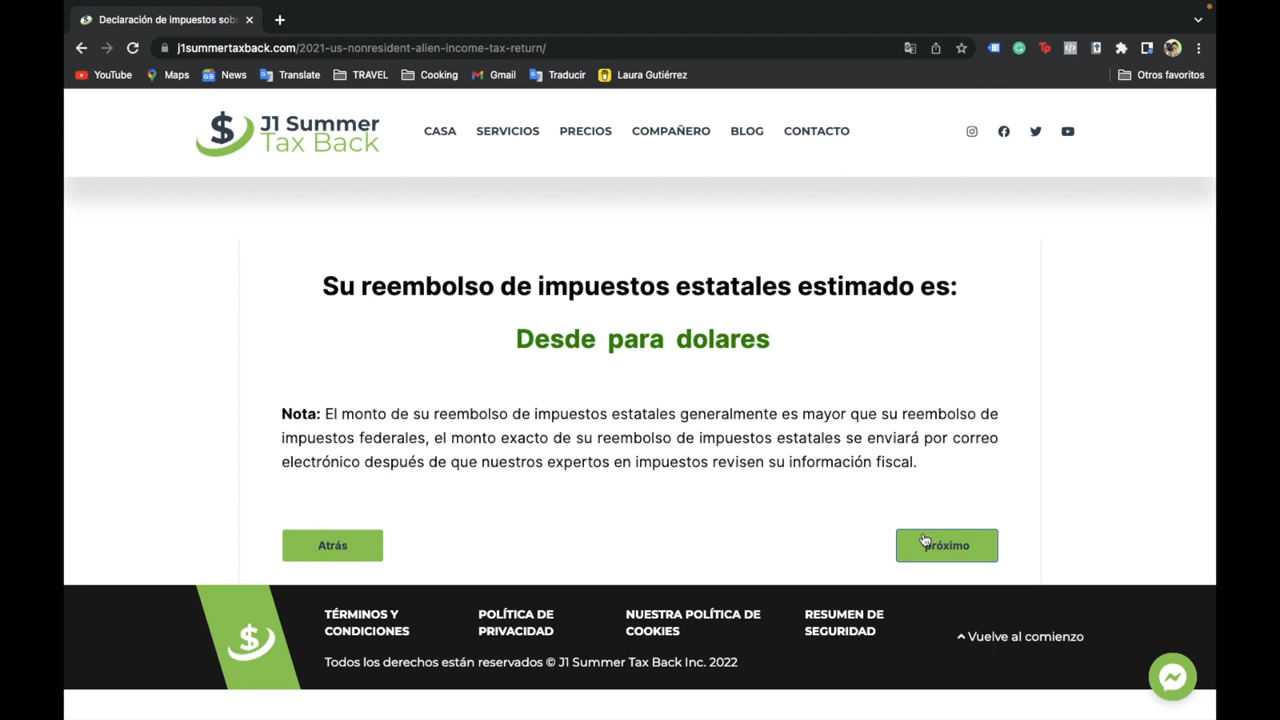 Declaración de impuestos sob
j1summertaxback.com/2021-us-nonresident-alien-income-tax-return/
YouTube Maps News Translate TRAVEL Cooking Gmail Traducir Laura Gutiérrez Otros favoritos
J1 Summer
Tax Back
CASA SERVICIOS PRECIOS COMPAÑERO BLOG CONTACTO
Su reembolso de impuestos estatales estimado es:
Desde para dolares
Nota: El monto de su reembolso de impuestos estatales generalmente es mayor que su reembolso de
impuestos federales, el monto exacto de su reembolso de impuestos estatales se enviará por correo
electrónico después de que nuestros expertos en impuestos revisen su información fiscal.
Atrás próximo
TÉRMINOS Y CONDICIONES
POLÍTICA DE PRIVACIDAD
NUESTRA POLÍTICA DE COOKIES
RESUMEN DE SEGURIDAD
Vuelve al comienzo
Todos los derechos están reservados © J1 Summer Tax Back Inc. 2022